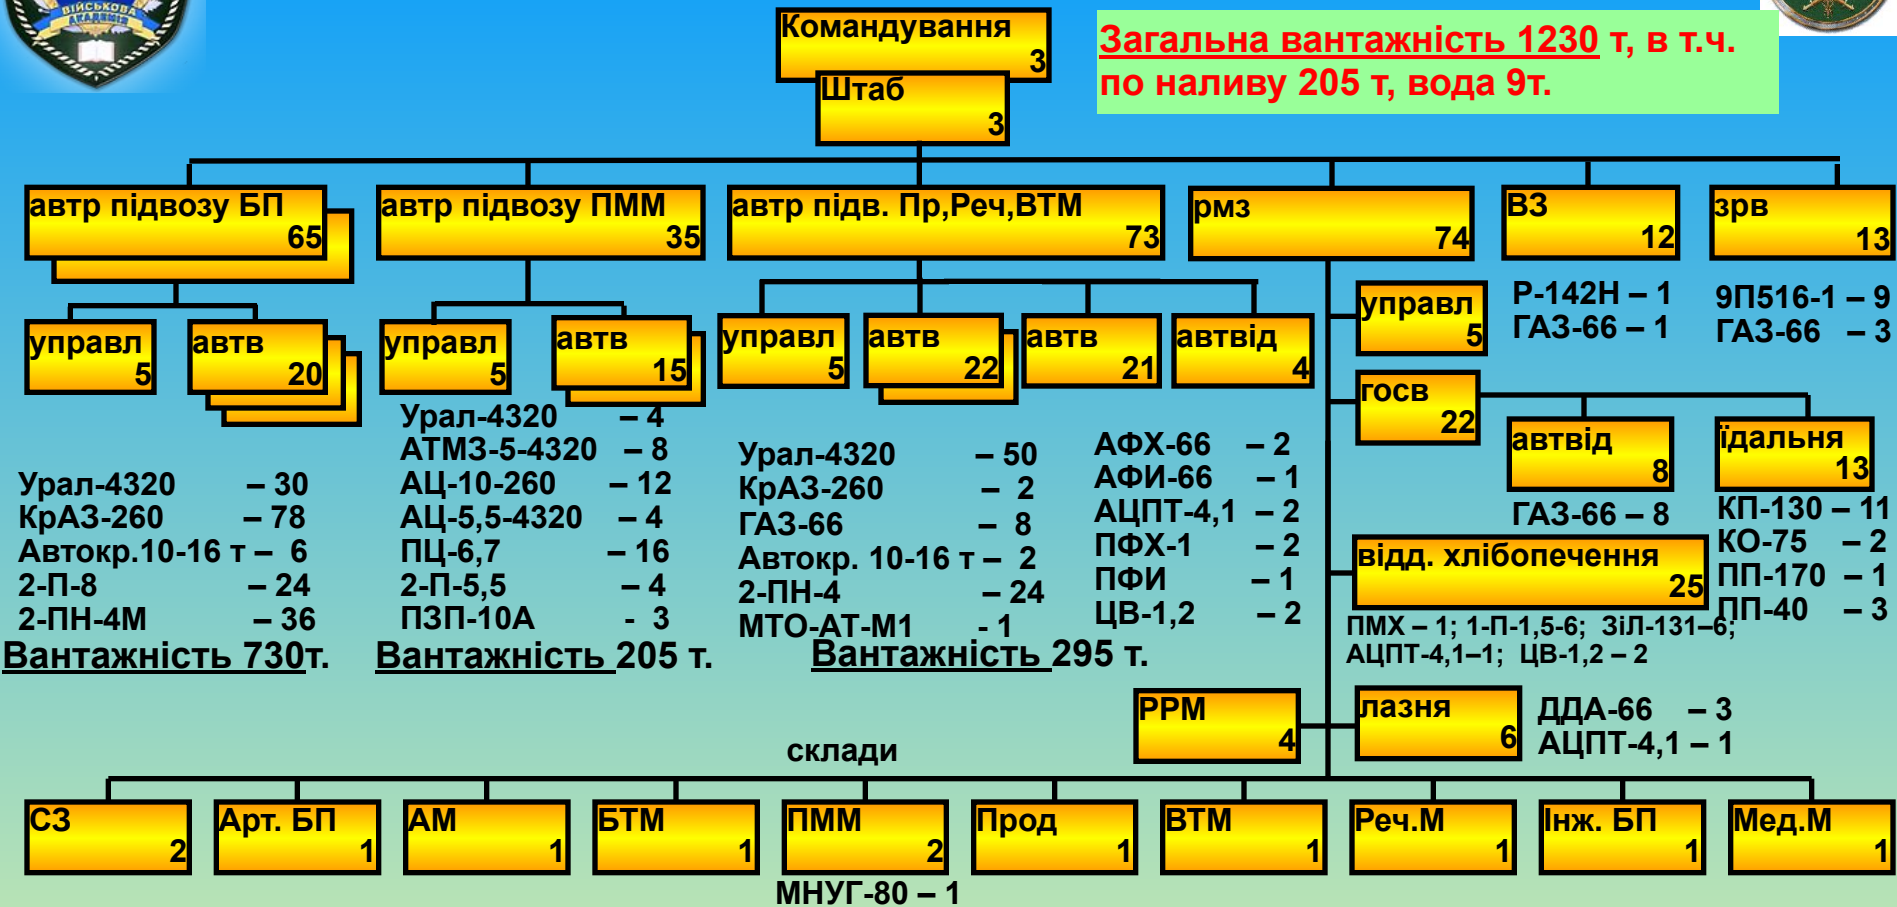 ВІЙСЬКОВА
АКАДЕМІЯ
Командування
3
Штаб
3
Загальна вантажність 1230 т, в т.ч.
по наливу 205 т, вода 9т.
автр підвозу БП
65
автр підвозу ПММ
35
автр підв. Пр,Реч,ВТМ
73
рмз
74
ВЗ
12
зрв
13
управл
5
автв
20
управл
5
автв
15
управл
5
автв
22
автв
21
автвід
4
управл
5
Р-142Н – 1
ГАЗ-66 – 1
9П516-1 – 9
ГАЗ-66 – 3
госв
22
автвід
8
їдальня
13
Урал-4320 – 30
КрАЗ-260 – 78
Автокр.10-16 т – 6
2-П-8 – 24
2-ПН-4М – 36
Вантажність 730т.
Урал-4320 – 4
АТМЗ-5-4320 – 8
АЦ-10-260 – 12
АЦ-5,5-4320 – 4
ПЦ-6,7 – 16
2-П-5,5 – 4
ПЗП-10А - 3
Вантажність 205 т.
Урал-4320 – 50
КрАЗ-260 – 2
ГАЗ-66 – 8
Автокр. 10-16 т – 2
2-ПН-4 – 24
МТО-АТ-М1 - 1
Вантажність 295 т.
АФХ-66 – 2
АФИ-66 – 1
АЦПТ-4,1 – 2
ПФХ-1 – 2
ПФИ – 1
ЦВ-1,2 – 2
ГАЗ-66 – 8
КП-130 – 11
КО-75 – 2
ПП-170 – 1
ПП-40 – 3
відд. хлібопечення
25
ПМХ – 1; 1-П-1,5-6; ЗіЛ-131–6;
АЦПТ-4,1–1; ЦВ-1,2 – 2
РРМ
4
лазня
6
ДДА-66 – 3
АЦПТ-4,1 – 1
склади
СЗ
2
Арт. БП
1
АМ
1
БТМ
1
ПММ
2
Прод
1
ВТМ
1
Реч.М
1
Інж. БП
1
Мед.М
1
МНУГ-80 – 1